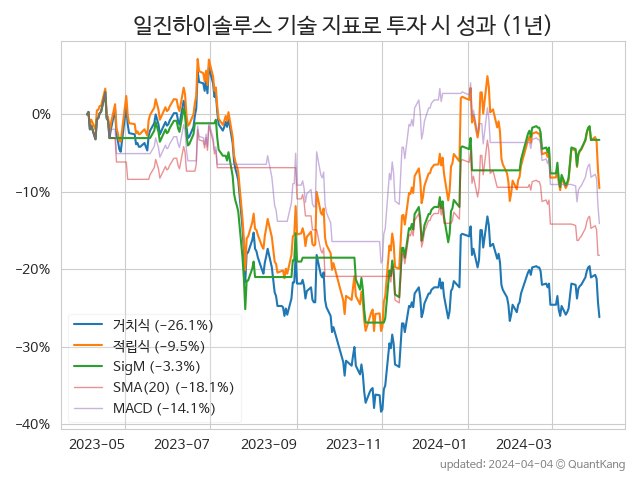 일진하이솔루스 기술 지표로 투자 시 성과 (1년)
0%
−10%
−20%
−30%
−40%
거치식 (−26.1%)
적립식 (−9.5%)
SigM (−3.3%)
SMA(20) (−18.1%)
MACD (−14.1%)
2023−05 2023−07 2023−09 2023−11 2024−01 2024−03
updated: 2024−04−04 © QuantKang